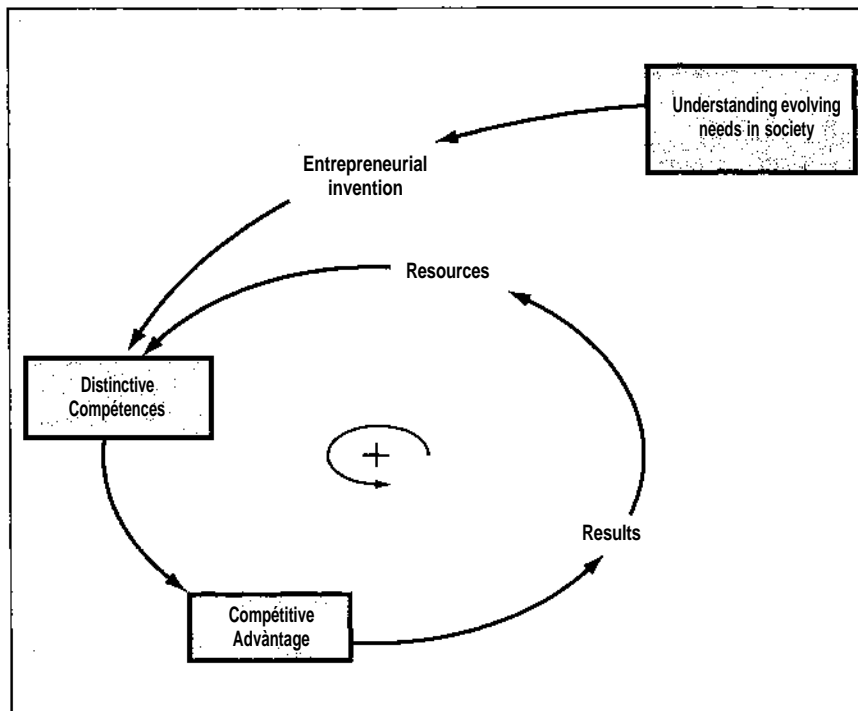 Understanding evolving
needs in society
Entrepreneurial
invention
Resources
Distinctive
Compétences
+
Results
Compétitive
Advàntage